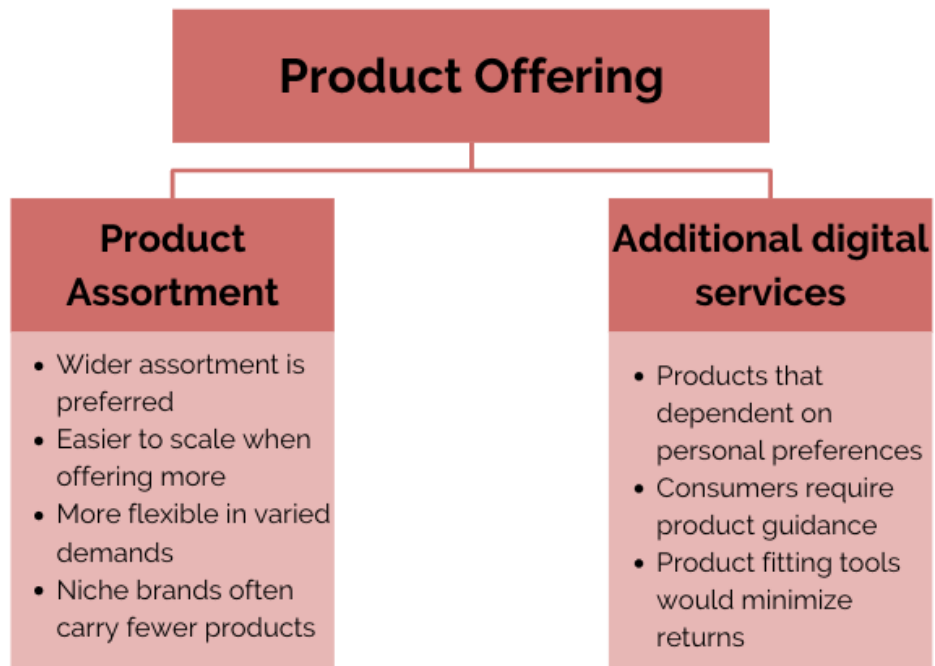 Product Offering
Product
Assortment
• Wider assortment is
preferred
• Easier to scale when
offering more
• More flexible in varied
demands
• Niche brands often
carry fewer products
Additional digital
services
• Products that
dependent on
personal preferences
• Consumers require
product guidance
• Product fitting tools
would minimize
returns